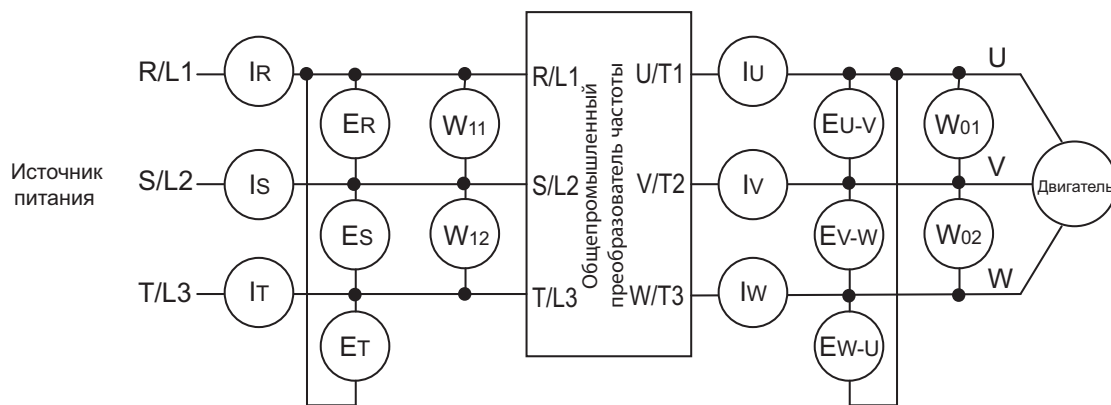 R/L1 IR R/L1 U/T1 IU U
ER W11 EU-V W01
Источник
питания
S/L2 IS S/L2 V/T2 IV V Двигатель
Общепромышленный
преобразователь частоты
ES W12 EV-W W02
T/L3 IT T/L3 W/T3 IW W
ET EW-U